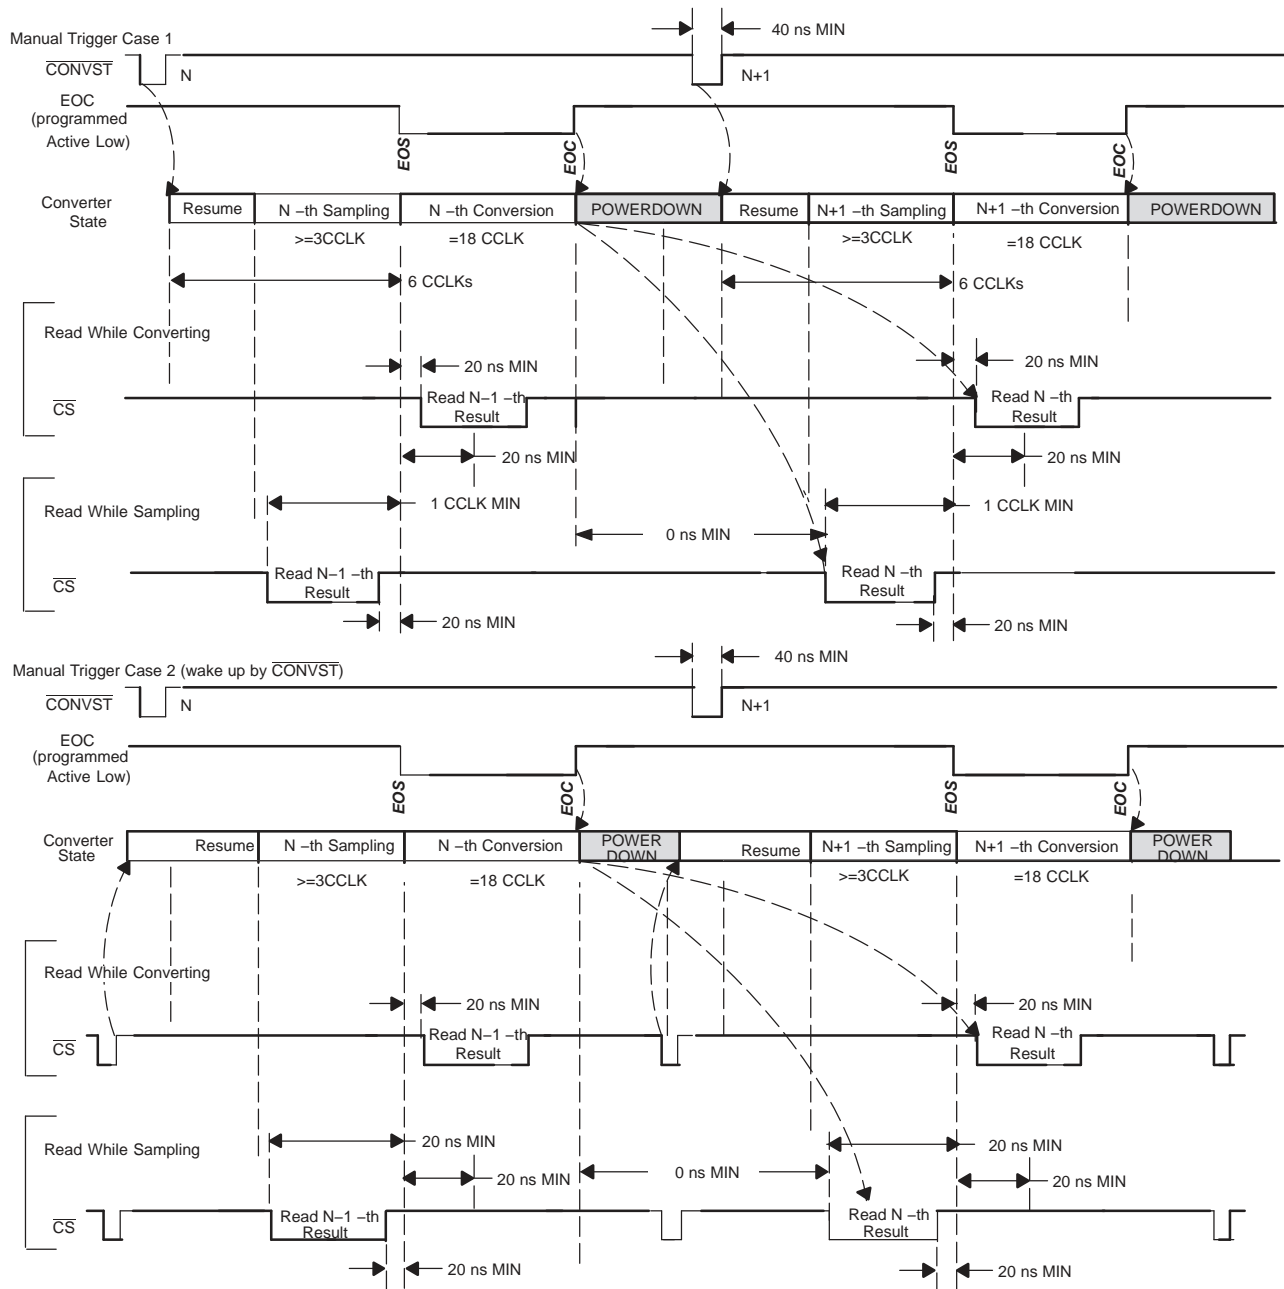 40 ns MIN
Manual Trigger Case 1
CONVST
N
N+1
EOC
(programmed
Active Low)
EOS
EOC
EOS
EOC
Converter
State
Resume
N −th Sampling
N −th Conversion
POWERDOWN
Resume
N+1 −th Sampling
N+1 −th Conversion
POWERDOWN
>=3CCLK
=18 CCLK
>=3CCLK
=18 CCLK
6 CCLKs
6 CCLKs
Read While Converting
20 ns MIN
20 ns MIN
CS
Read N−1 −th
Result
Read N −th
Result
20 ns MIN
20 ns MIN
Read While Sampling
1 CCLK MIN
1 CCLK MIN
0 ns MIN
CS
Read N−1 −th
Result
Read N −th
Result
20 ns MIN
20 ns MIN
40 ns MIN
Manual Trigger Case 2 (wake up by CONVST)
CONVST
N
N+1
EOC
(programmed
Active Low)
EOS
EOC
EOS
EOC
Converter
State
Resume
N −th Sampling
N −th Conversion
POWER
DOWN
Resume
N+1 −th Sampling
N+1 −th Conversion
POWER
DOWN
>=3CCLK
=18 CCLK
>=3CCLK
=18 CCLK
Read While Converting
20 ns MIN
20 ns MIN
CS
Read N−1 −th
Result
Read N −th
Result
Read While Sampling
20 ns MIN
20 ns MIN
20 ns MIN
0 ns MIN
20 ns MIN
CS
Read N−1 −th
Result
Read N −th
Result
20 ns MIN
20 ns MIN